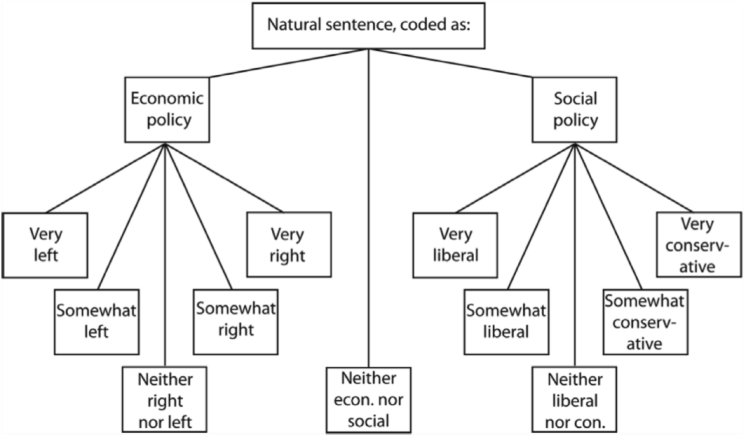 Natural sentence, coded as:
Economic
policy
Social
policy
Very
left
Somewhat
left
Neither
right
nor left
Somewhat
right
Very
right
Neither
econ. nor
social
Very
liberal
Somewhat
liberal
Neither
liberal
nor con.
Somewhat
conserv-
ative
Very
conserv-
ative